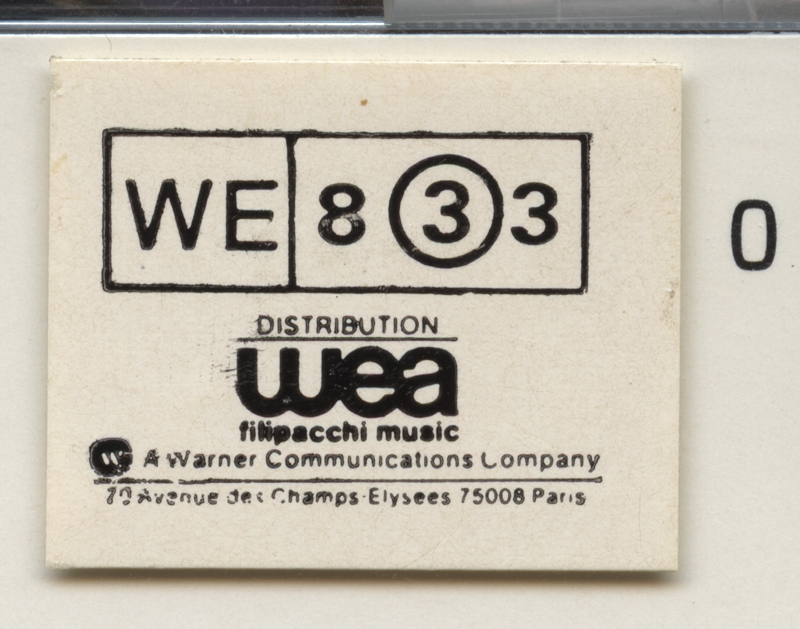 WE 8 3 3
0
DISTRIBUTION
wea
filipacchi music
W A Warner Communications Company
Avenue des Champs-Elysees 75008 Paris